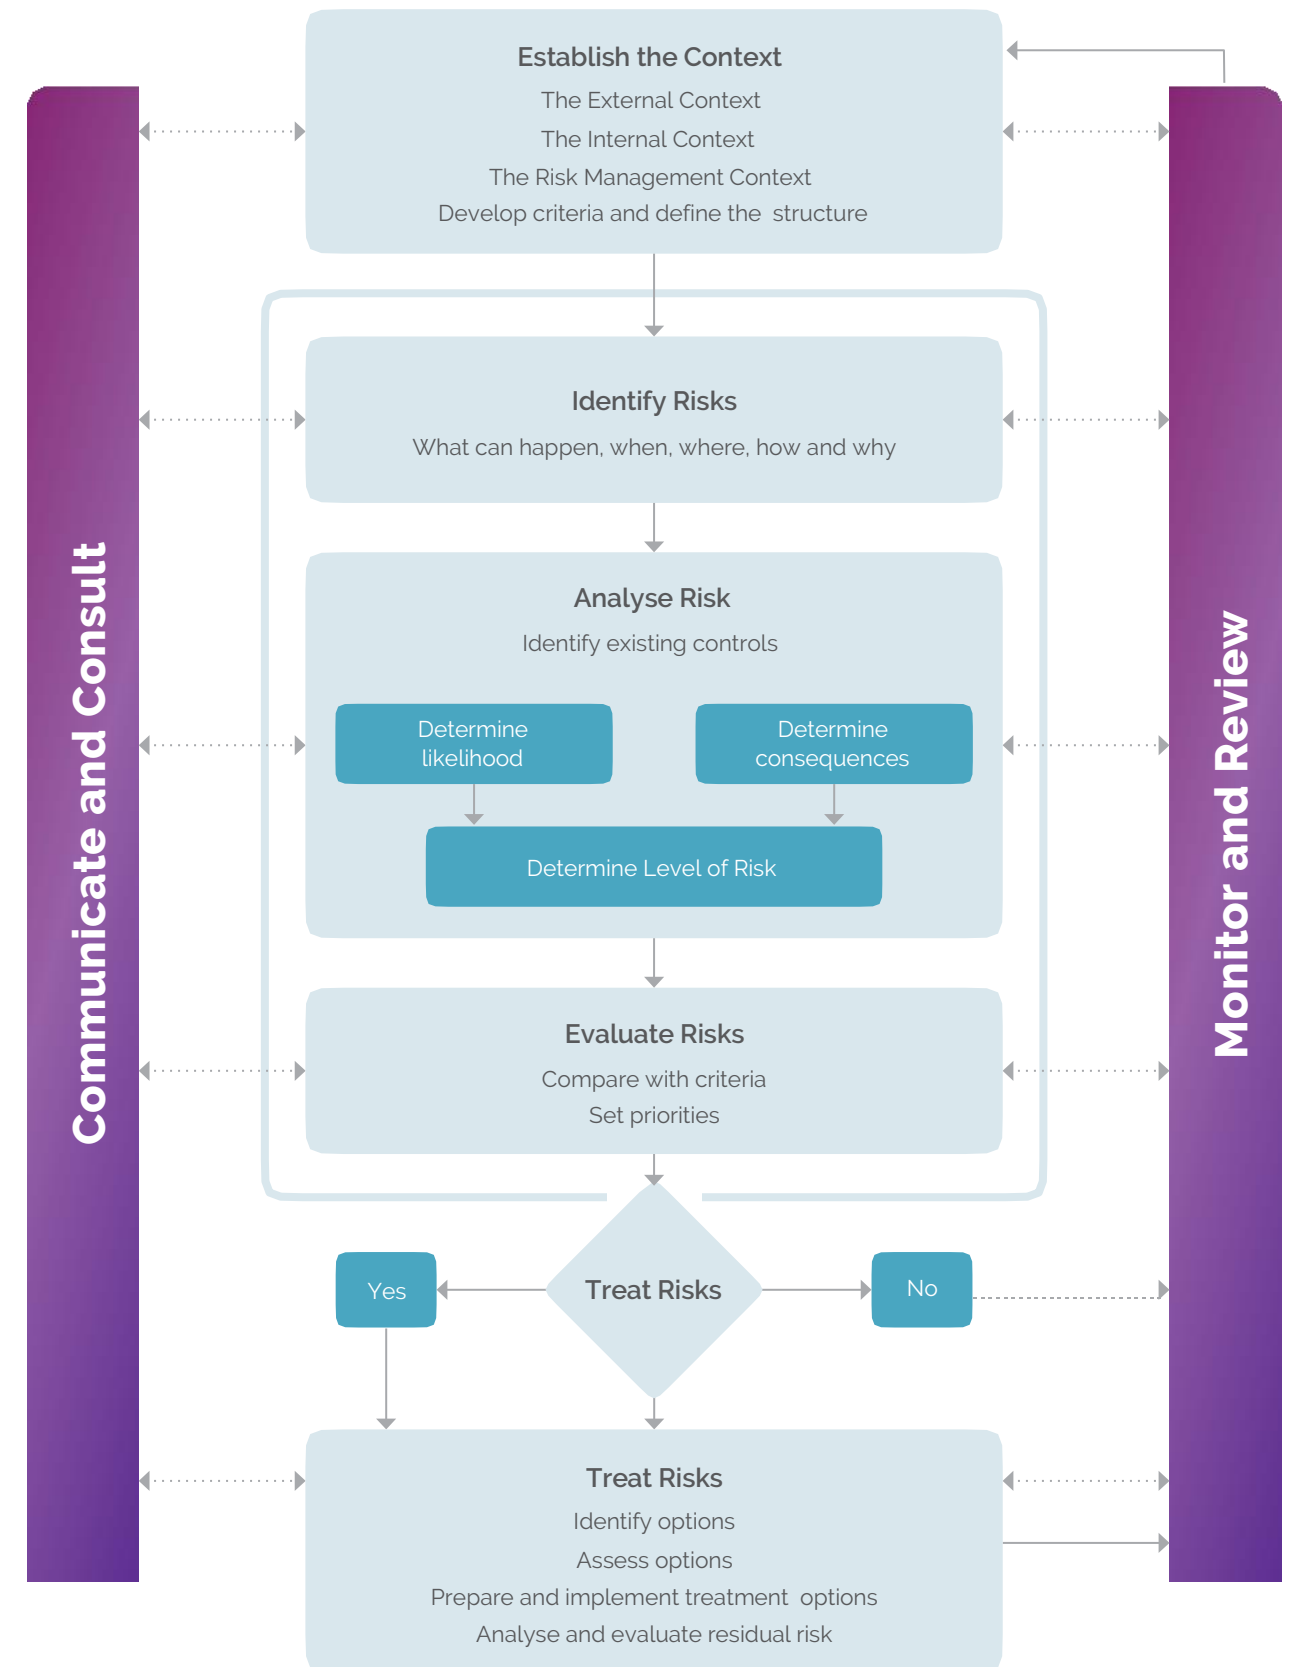 Establish the Context
The External Context
The Internal Context
The Risk Management Context
Develop criteria and define the structure
Communicate and Consult
Monitor and Review
Identify Risks
What can happen, when, where, how and why
Analyse Risk
Identify existing controls
Determine
likelihood
Determine
consequences
Determine Level of Risk
Evaluate Risks
Compare with criteria
Set priorities
Yes
Treat Risks
No
Treat Risks
Identify options
Assess options
Prepare and implement treatment options
Analyse and evaluate residual risk